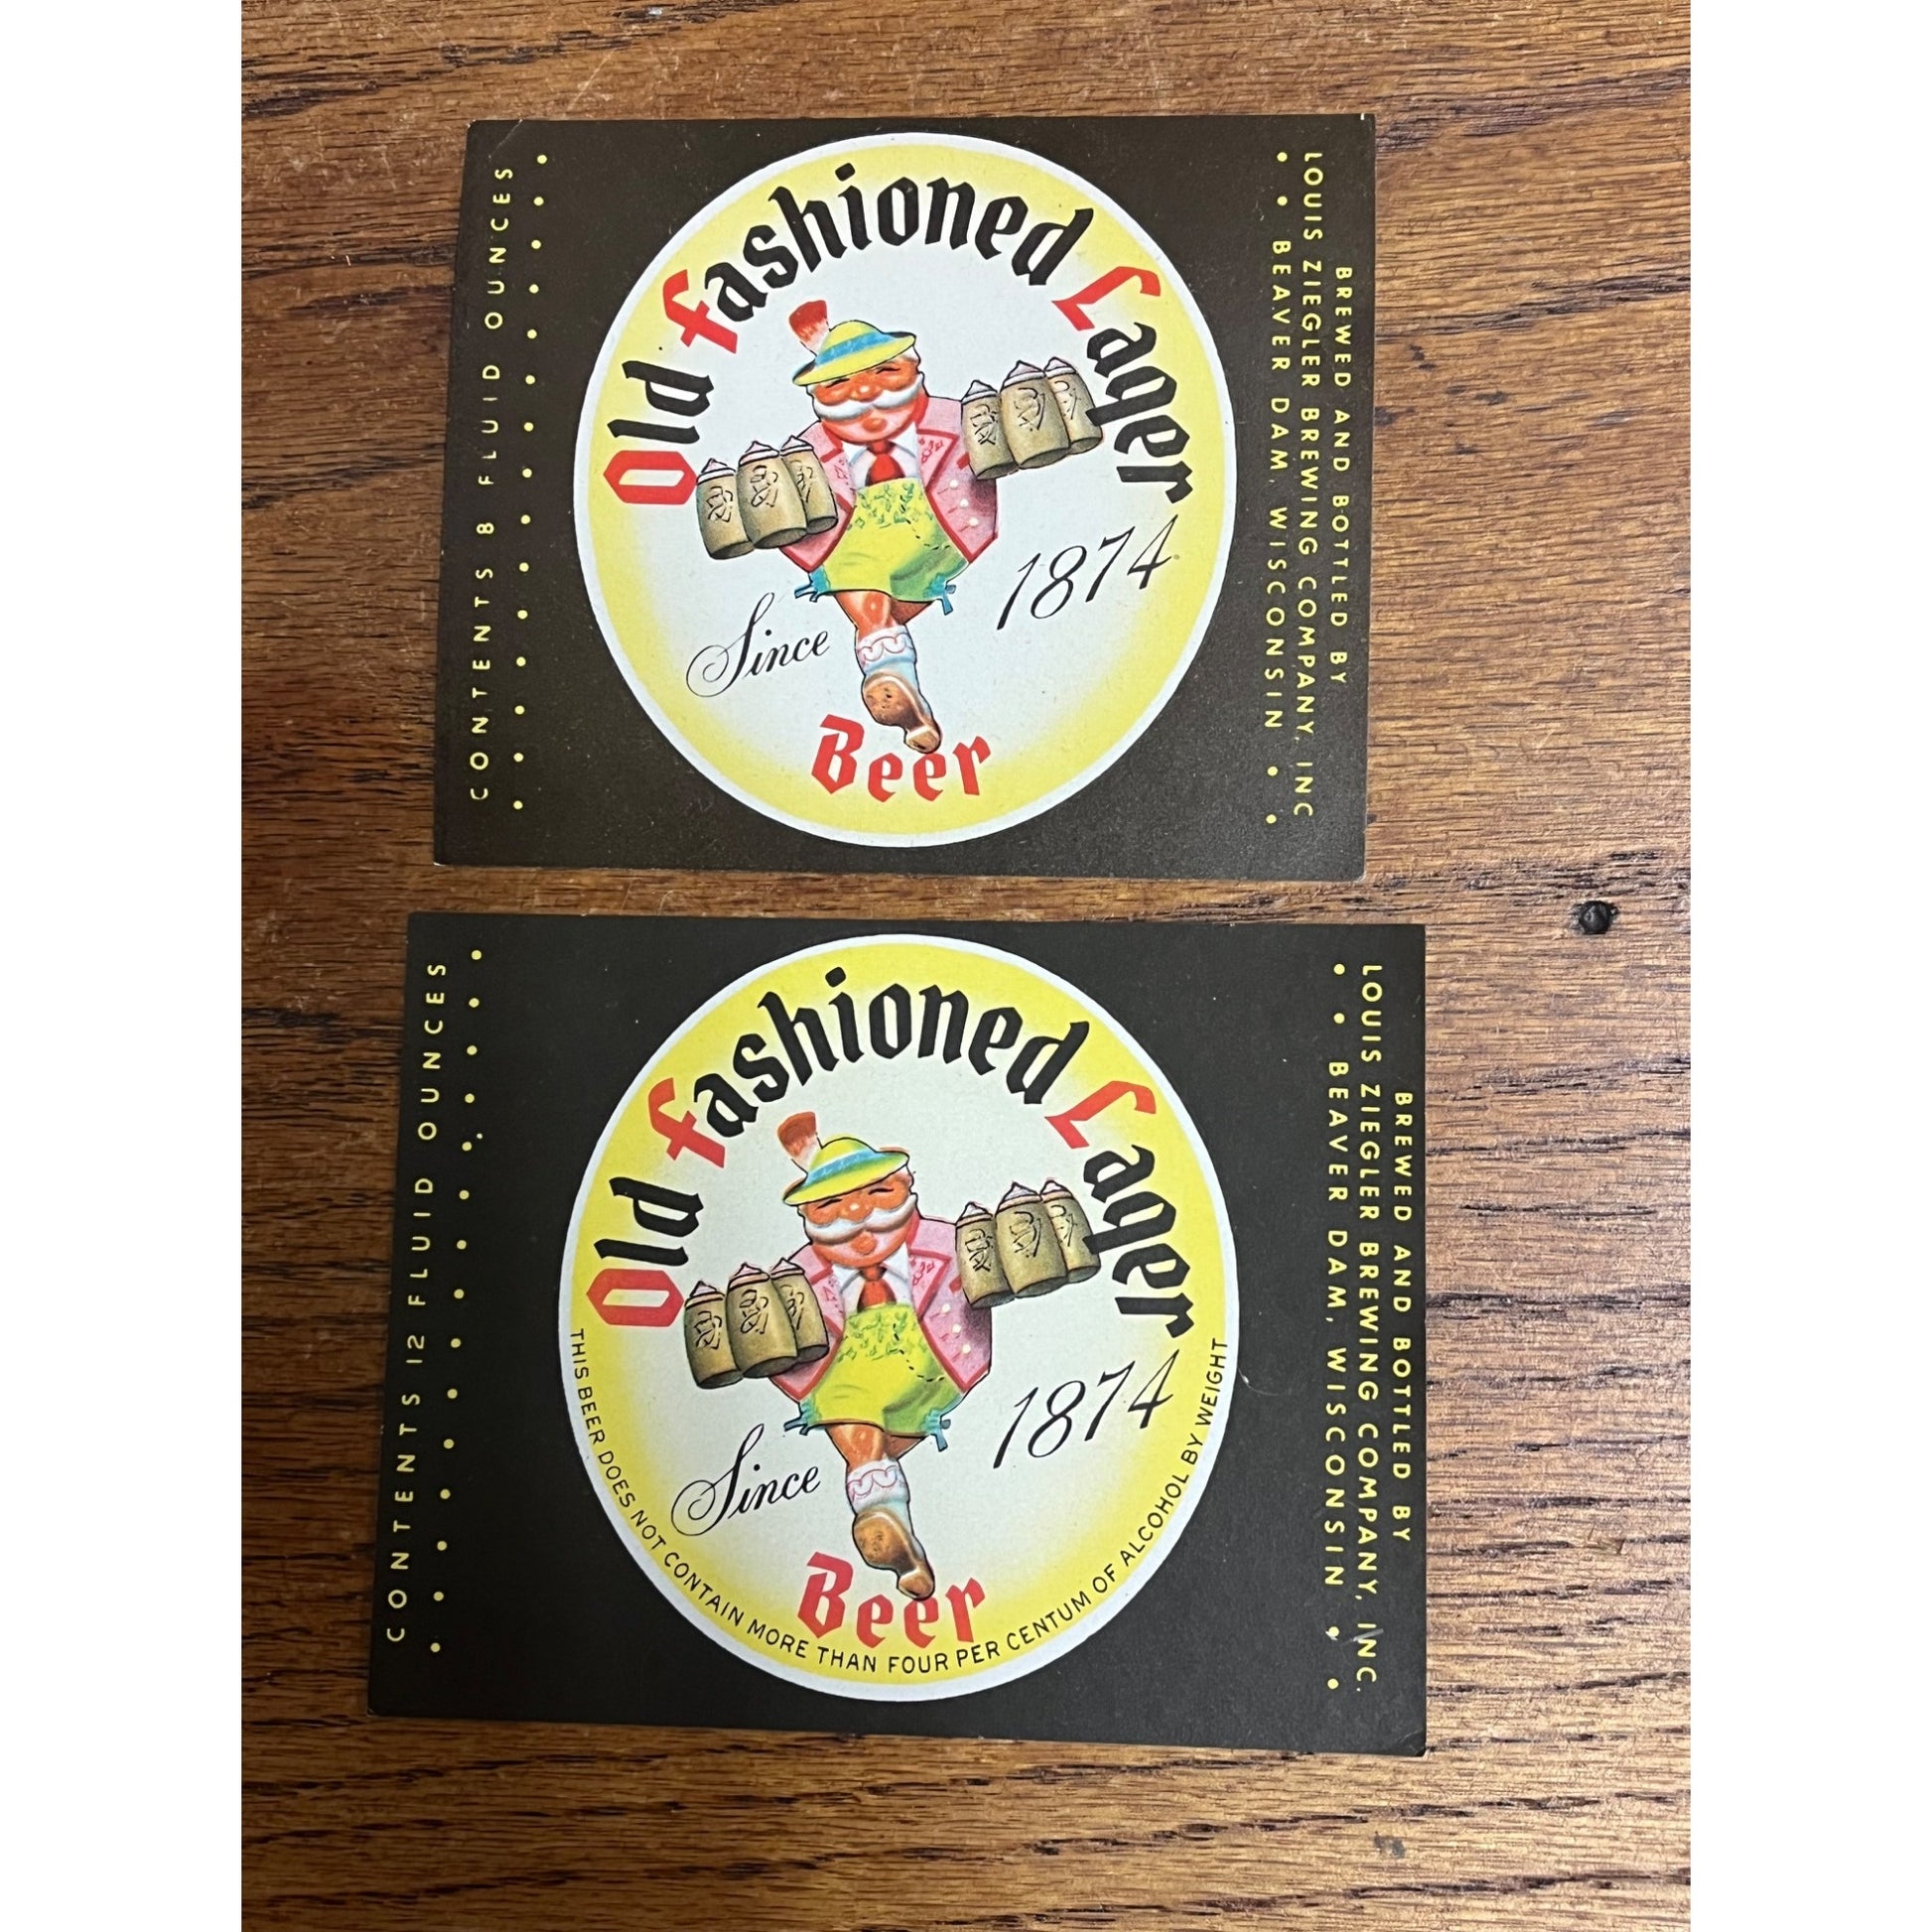 CONTENTS 8 FLUID OUNCES
Old Fashioned Lager
Since 1874
Beer
BREWED AND BOTTLED BY
LOUIS ZIEGLER BREWING COMPANY, INC
BEAVER DAM, WISCONSIN
CONTENTS 12 FLUID OUNCES
Old Fashioned Lager
Since 1874
Beer
THIS BEER DOES NOT CONTAIN MORE THAN FOUR PER CENTUM OF ALCOHOL BY WEIGHT
BREWED AND BOTTLED BY
LOUIS ZIEGLER BREWING COMPANY, INC.
BEAVER DAM, WISCONSIN